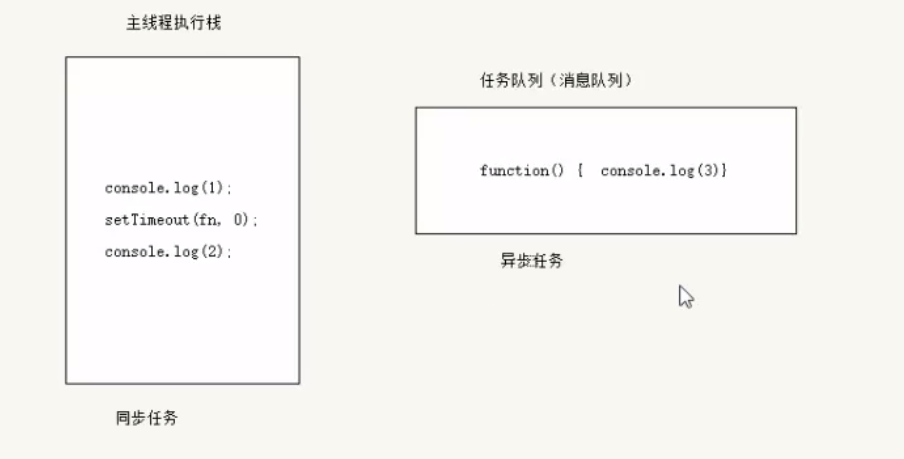 主线程执行栈
console.log(1);
setTimeout(fn, 0);
console.log(2);
同步任务
任务队列（消息队列）
function() {  console.log(3)}
异步任务